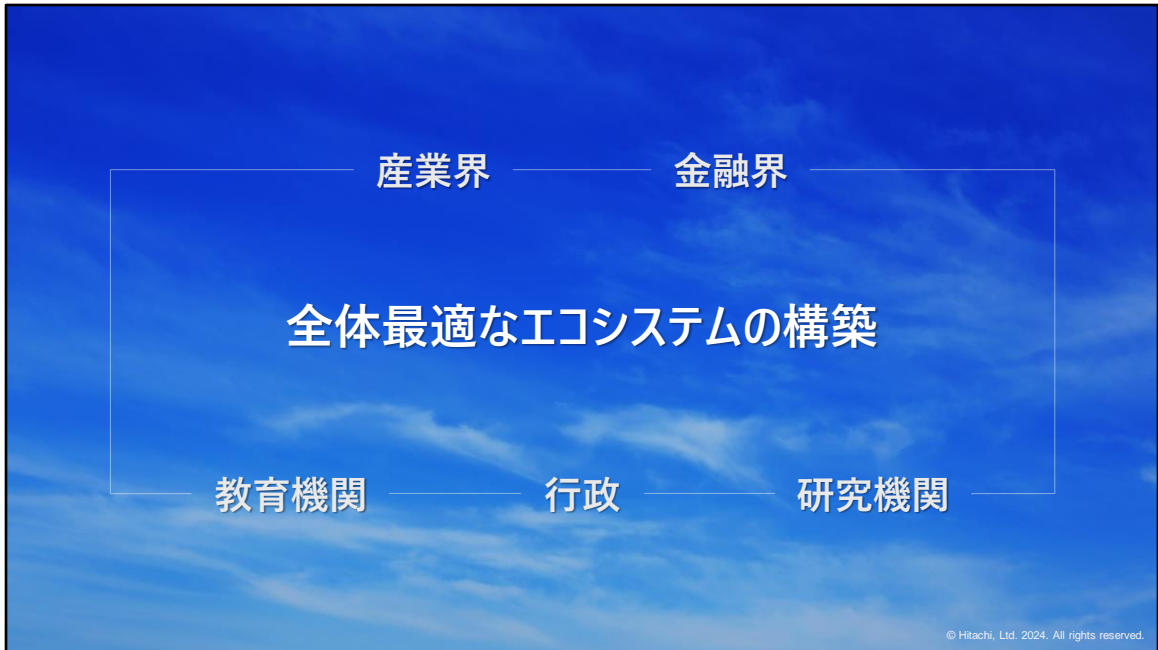 産業界 金融界
全体最適なエコシステムの構築
教育機関 行政 研究機関
© Hitachi, Ltd. 2024. All rights reserved.